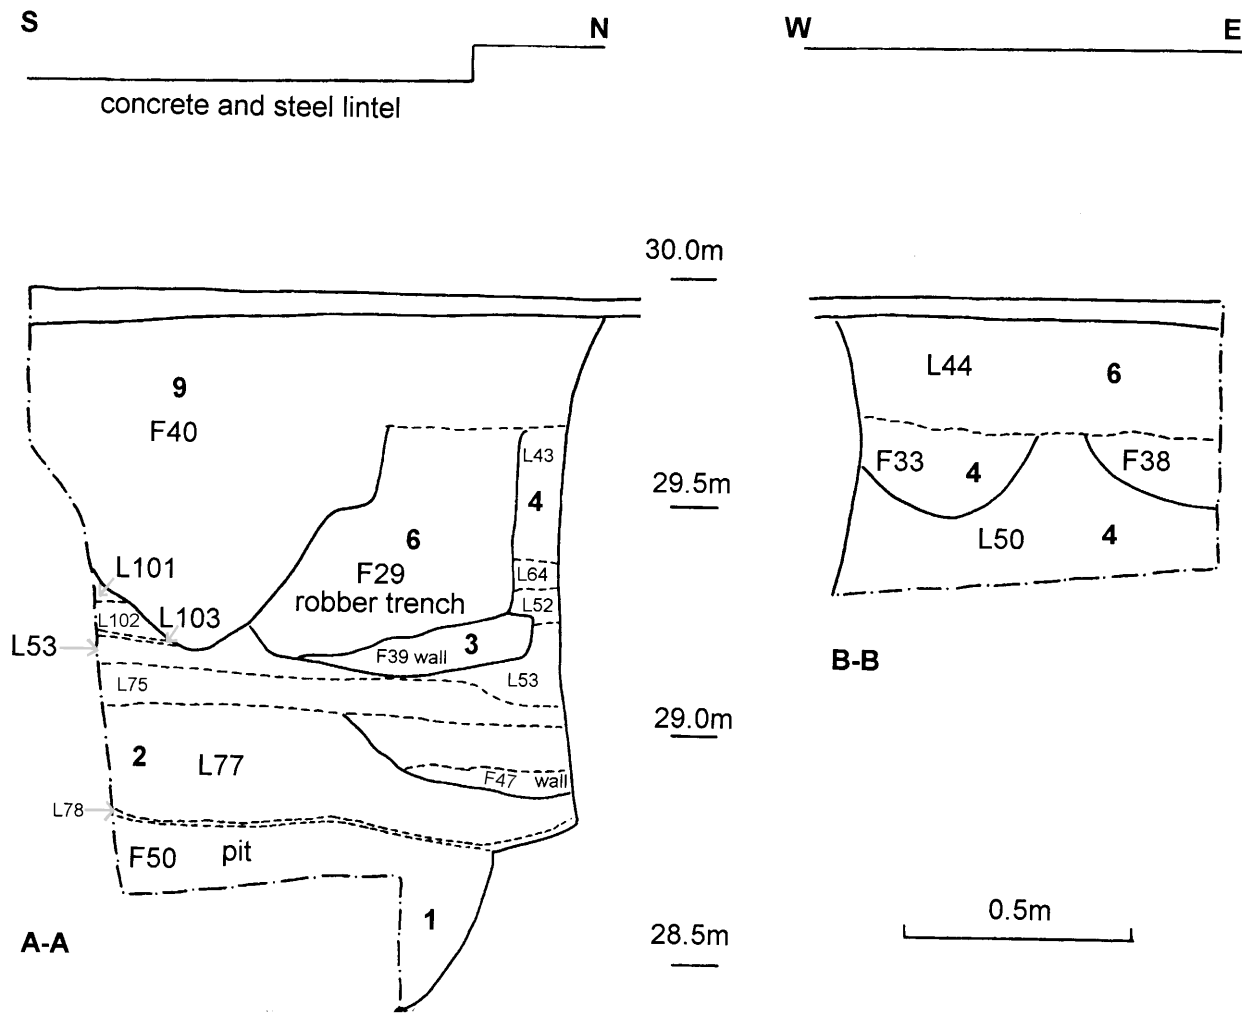 S
N
W
E
concrete and steel lintel
30.0m
9
F40
L44
6
L43
4
F33
4
F38
29.5m
6
L50
4
F29
L64
robber trench
L52
L101
L102
L103
L53
3
F39 wall
B-B
L75
L53
29.0m
2
L77
F47 wall
L78
F50
pit
1
0.5m
A-A
28.5m